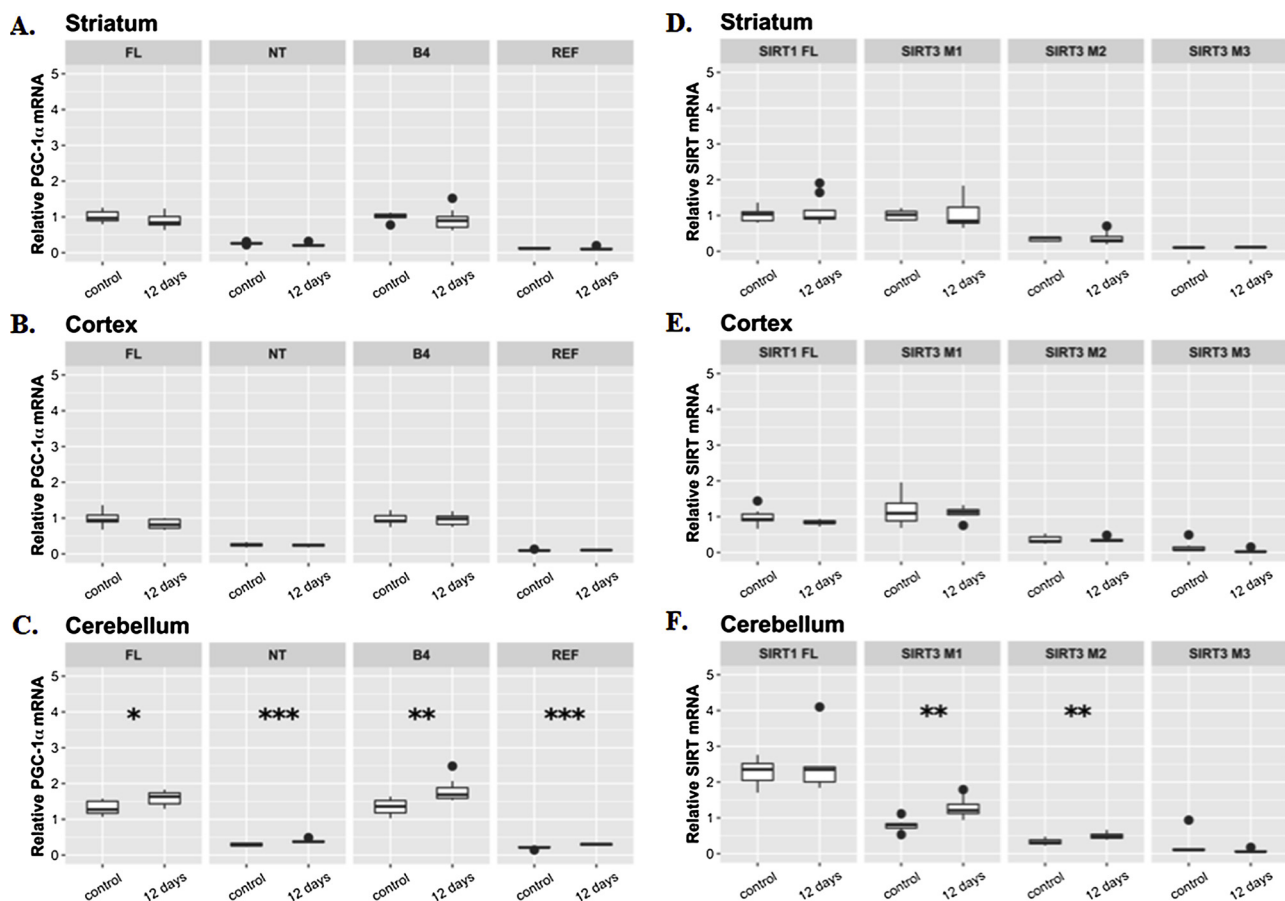 A. Striatum
FL NT B4 REF
Relative PGC-1α mRNA
5
4
3
2
1
0
control 12 days control 12 days control 12 days control 12 days
D. Striatum
SIRT1 FL SIRT3 M1 SIRT3 M2 SIRT3 M3
Relative SIRT mRNA
5
4
3
2
1
0
control 12 days control 12 days control 12 days control 12 days
B. Cortex
FL NT B4 REF
Relative PGC-1α mRNA
5
4
3
2
1
0
control 12 days control 12 days control 12 days control 12 days
E. Cortex
SIRT1 FL SIRT3 M1 SIRT3 M2 SIRT3 M3
Relative SIRT mRNA
5
4
3
2
1
0
control 12 days control 12 days control 12 days control 12 days
C. Cerebellum
FL NT B4 REF
* *** ** ***
Relative PGC-1α mRNA
5
4
3
2
1
0
control 12 days control 12 days control 12 days control 12 days
F. Cerebellum
SIRT1 FL SIRT3 M1 SIRT3 M2 SIRT3 M3
** **
Relative SIRT mRNA
5
4
3
2
1
0
control 12 days control 12 days control 12 days control 12 days